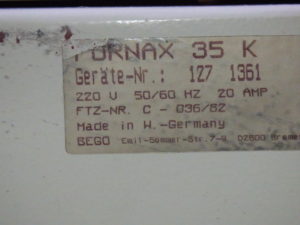 FORNAX 35 K
Geräte-Nr.: 127 1361
220 V 50/60 HZ 20 AMP
FTZ-NR. C - 036/82
Made in W.-Germany
BEGO Emil-Sommer-Str.7-9 D2800 Breme